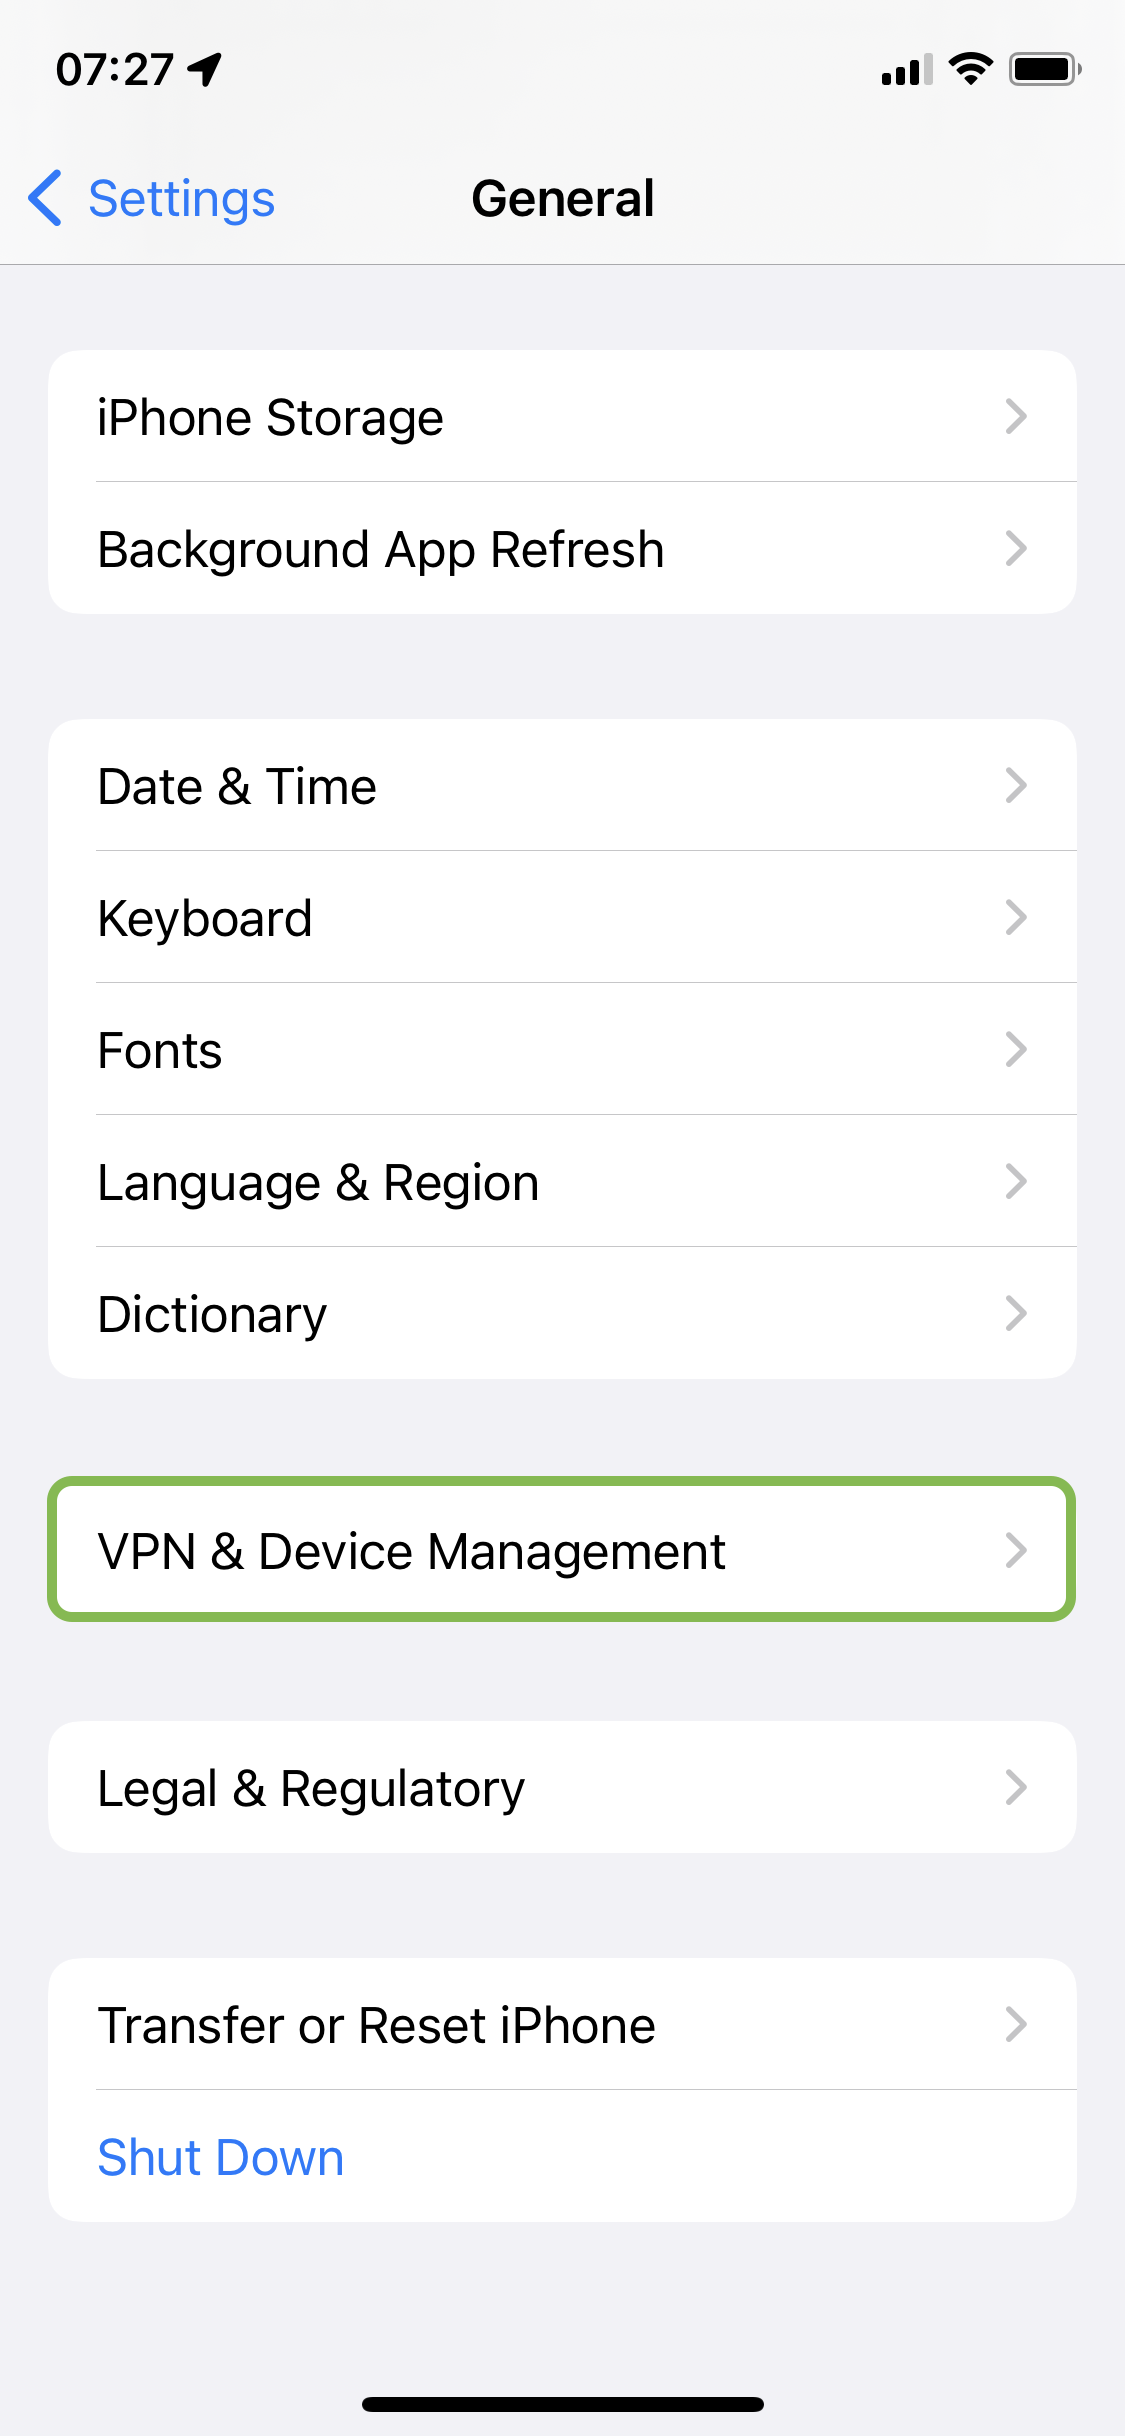 07:27
Settings
General
iPhone Storage
Background App Refresh
Date & Time
Keyboard
Fonts
Language & Region
Dictionary
VPN & Device Management
Legal & Regulatory
Transfer or Reset iPhone
Shut Down